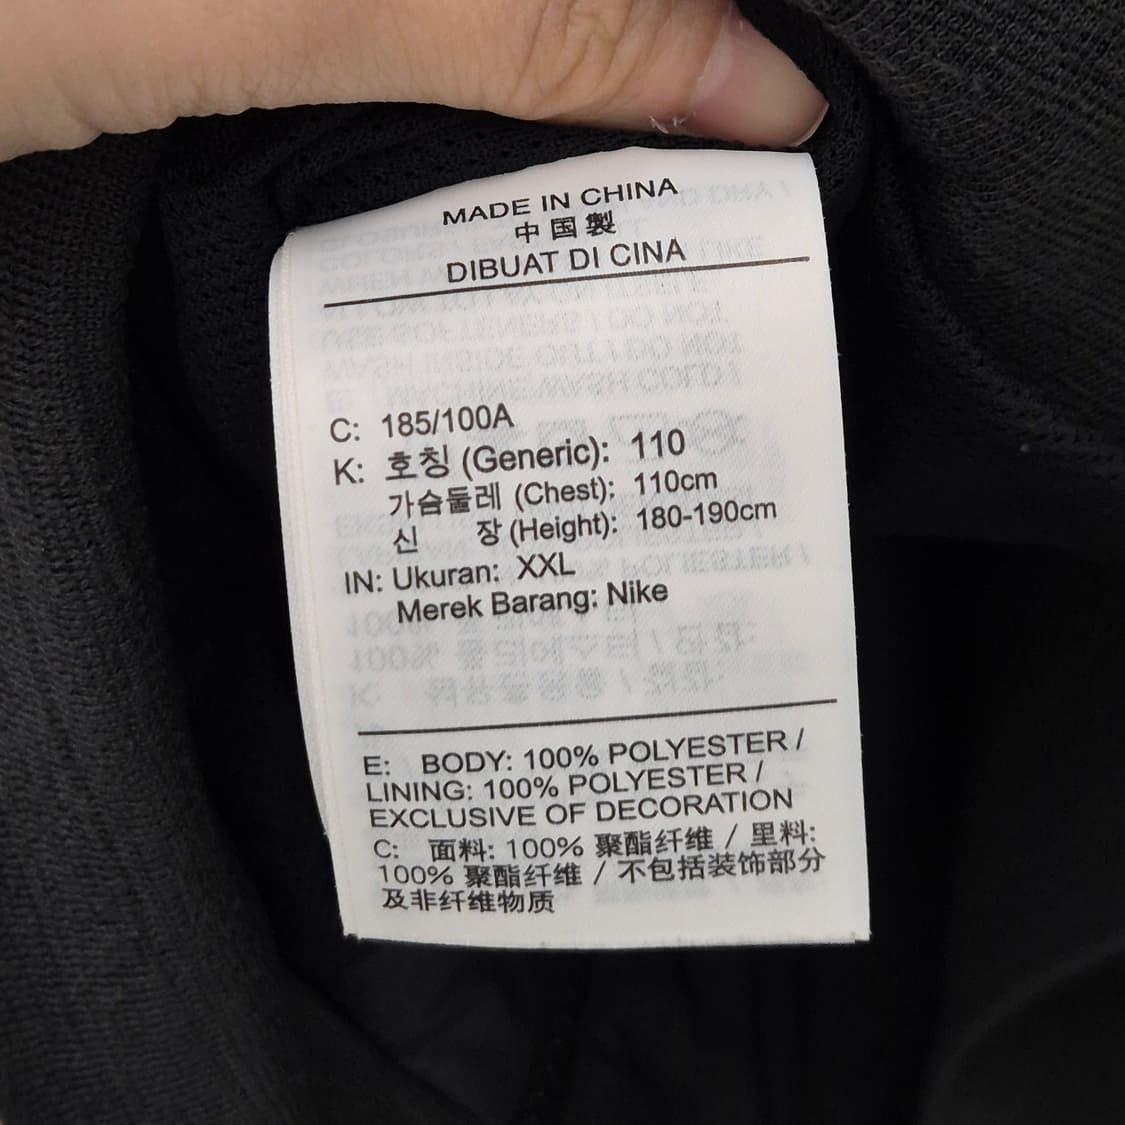 MADE IN CHINA
中国製
DIBUAT DI CINA
C: 185/100A
K: 호칭 (Generic): 110
가슴둘레 (Chest): 110cm
신 장 (Height): 180-190cm
IN: Ukuran: XXL
Merek Barang: Nike
E: BODY: 100% POLYESTER /
LINING: 100% POLYESTER /
EXCLUSIVE OF DECORATION
C: 面料: 100% 聚酯纤维 / 里料:
100% 聚酯纤维 / 不包括装饰部分
及非纤维物质